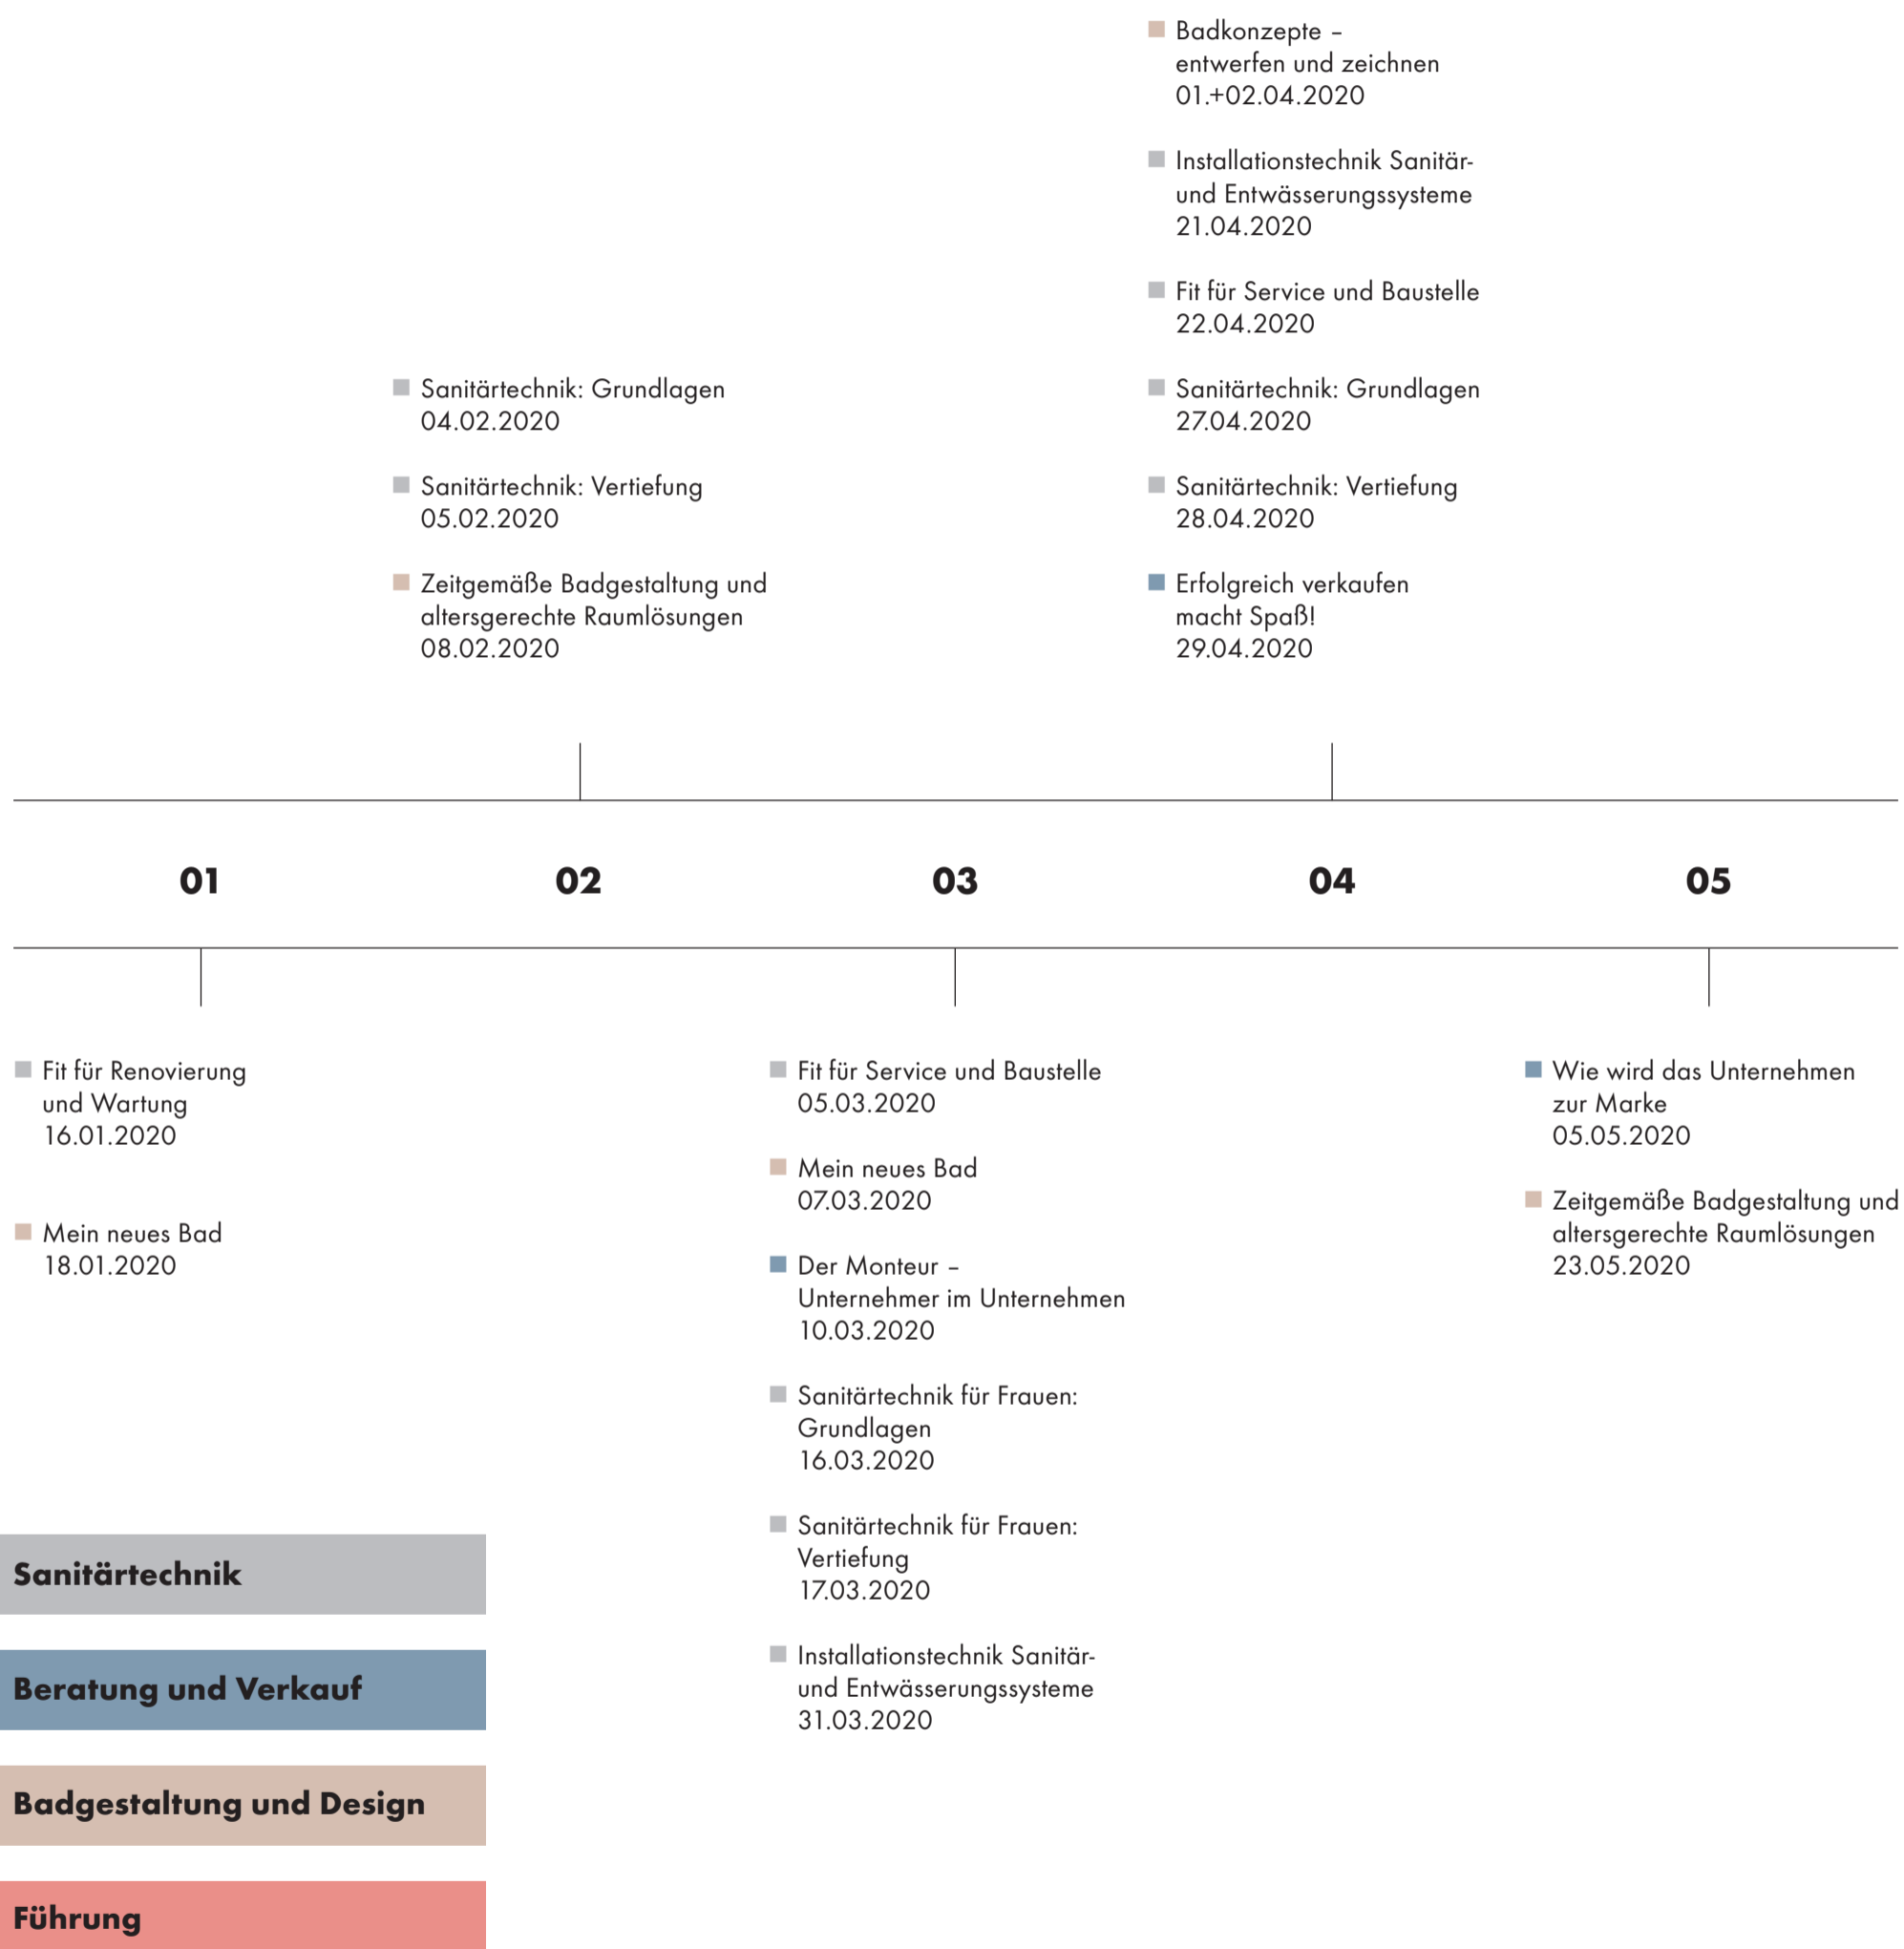 Badkonzepte –
entwerfen und zeichnen
01.+02.04.2020
Installationstechnik Sanitär-
und Entwässerungssysteme
21.04.2020
Fit für Service und Baustelle
22.04.2020
Sanitärtechnik: Grundlagen
04.02.2020
Sanitärtechnik: Vertiefung
05.02.2020
Zeitgemäße Badgestaltung und
altersgerechte Raumlösungen
08.02.2020
Sanitärtechnik: Grundlagen
27.04.2020
Sanitärtechnik: Vertiefung
28.04.2020
Erfolgreich verkaufen
macht Spaß!
29.04.2020
01
02
03
04
05
Fit für Renovierung
und Wartung
16.01.2020
Mein neues Bad
18.01.2020
Fit für Service und Baustelle
05.03.2020
Mein neues Bad
07.03.2020
Der Monteur –
Unternehmer im Unternehmen
10.03.2020
Sanitärtechnik für Frauen:
Grundlagen
16.03.2020
Sanitärtechnik für Frauen:
Vertiefung
17.03.2020
Installationstechnik Sanitär-
und Entwässerungssysteme
31.03.2020
Wie wird das Unternehmen
zur Marke
05.05.2020
Zeitgemäße Badgestaltung und
altersgerechte Raumlösungen
23.05.2020
Sanitärtechnik
Beratung und Verkauf
Badgestaltung und Design
Führung